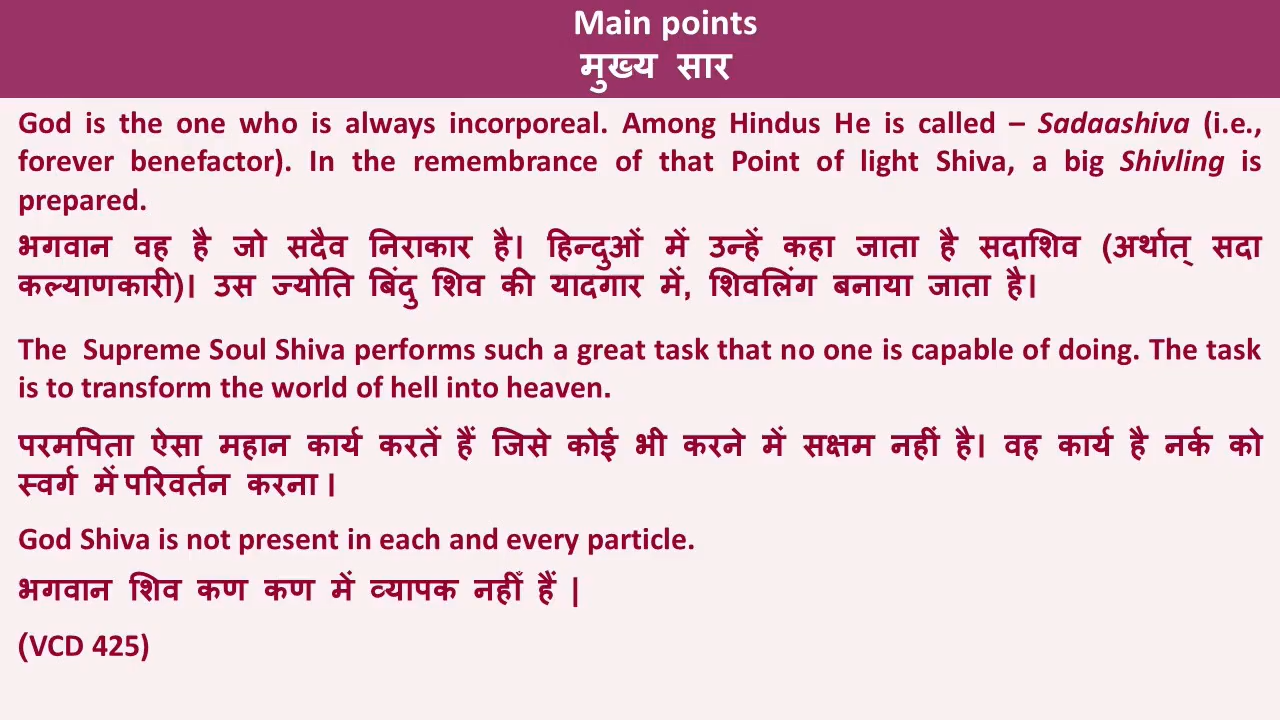 Main points
मुख्य सार
God is the one who is always incorporeal. Among Hindus He is called – Sadaashiva (i.e.,
forever benefactor). In the remembrance of that Point of light Shiva, a big Shivling is
prepared.
भगवान वह है जो सदैव निराकार है। हिन्दुओं में उन्हें कहा जाता है सदाशिव (अर्थात् सदा
कल्याणकारी)। उस ज्योति बिंदु शिव की यादगार में, शिवलिंग बनाया जाता है।
The Supreme Soul Shiva performs such a great task that no one is capable of doing. The task
is to transform the world of hell into heaven.
परमपिता ऐसा महान कार्य करतें हैं जिसे कोई भी करने में सक्षम नहीं है। वह कार्य है नर्क को
स्वर्ग में परिवर्तन करना ।
God Shiva is not present in each and every particle.
भगवान शिव कण कण में व्यापक नहीँ हैं |
(VCD 425)